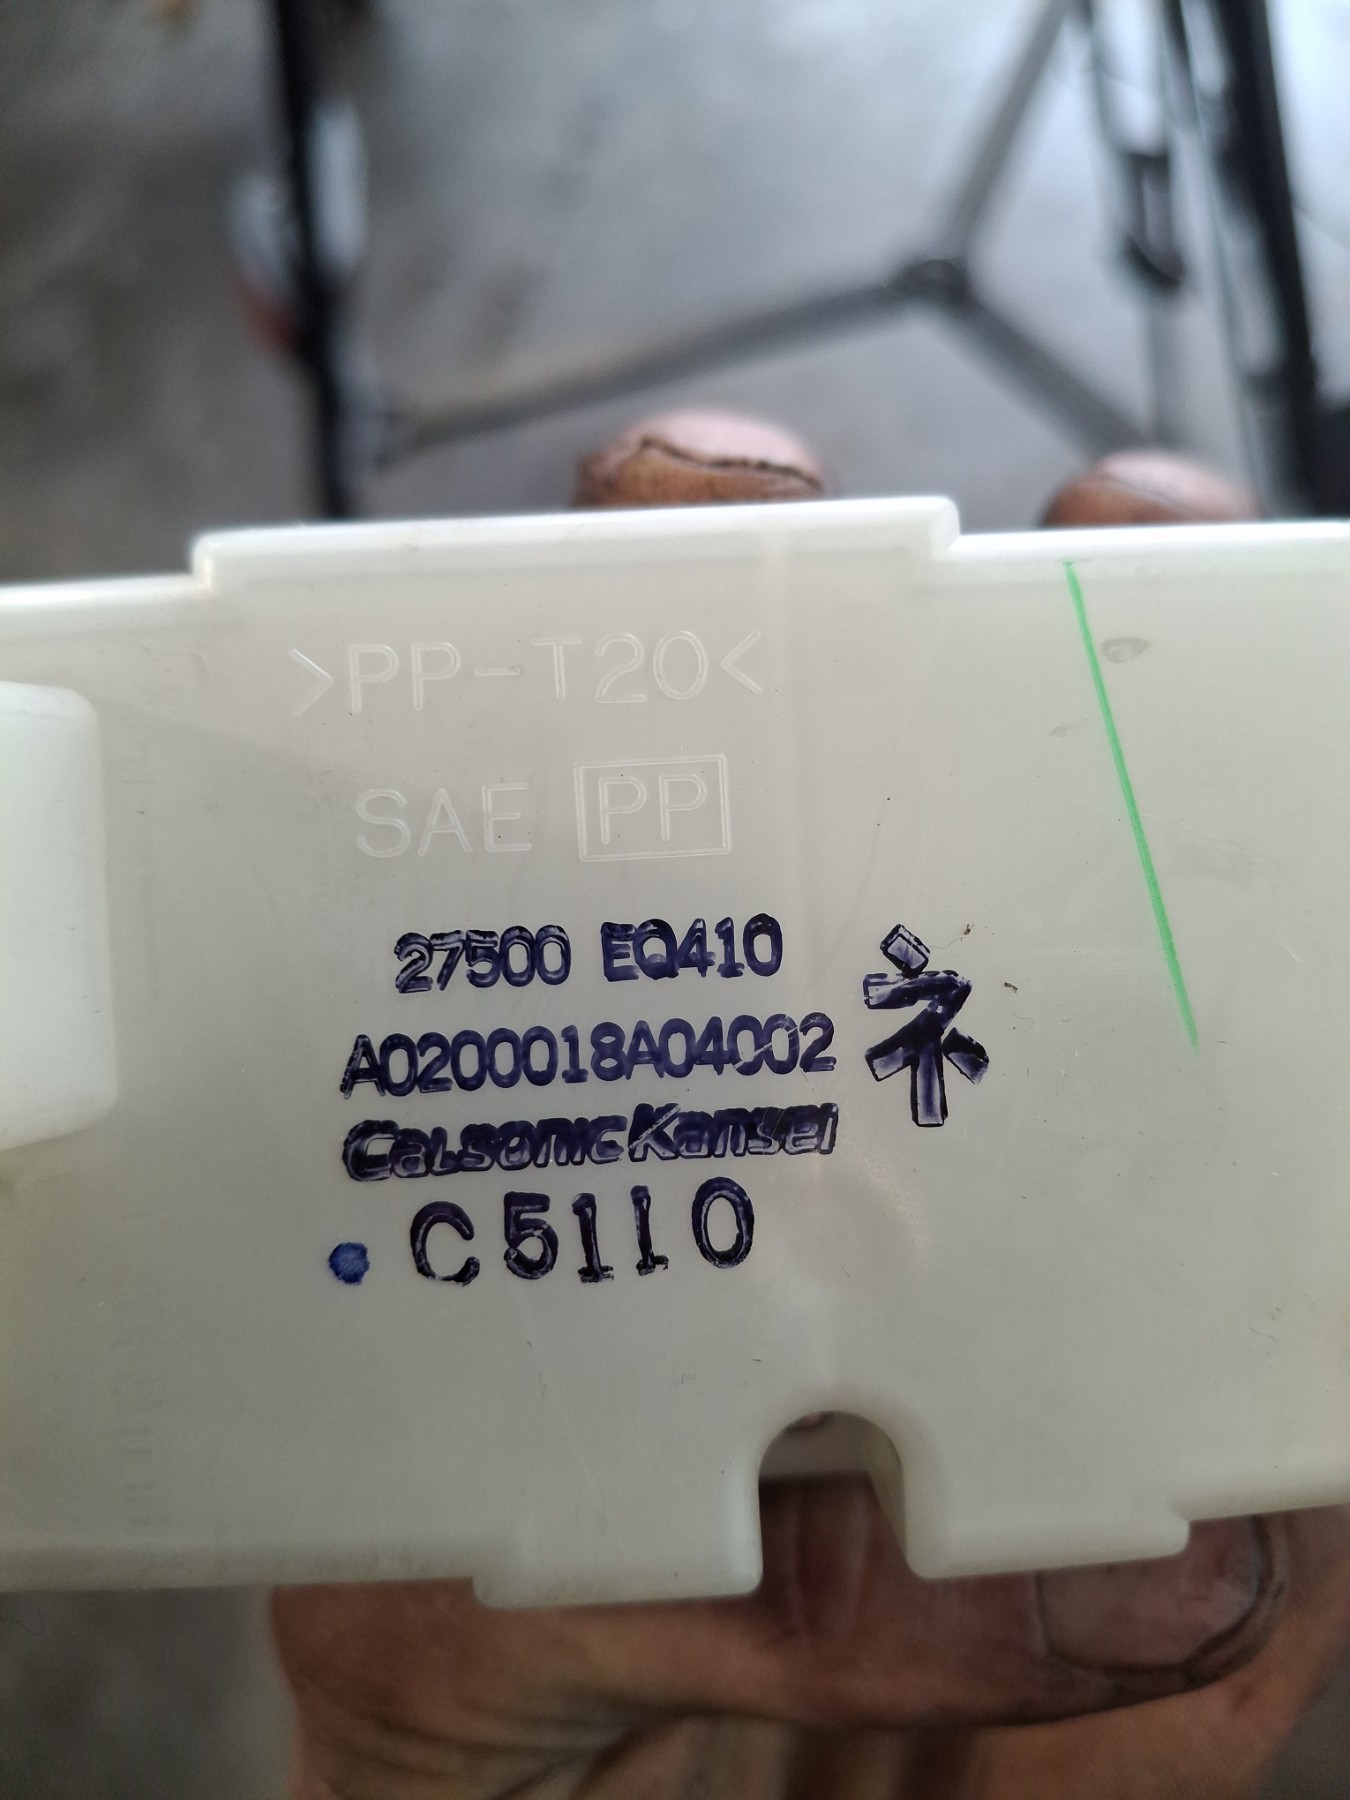 >PP-T20<
SAE PP
27500 EQ410
A0200018A04002
CalsonicKansei
ネ
C5110